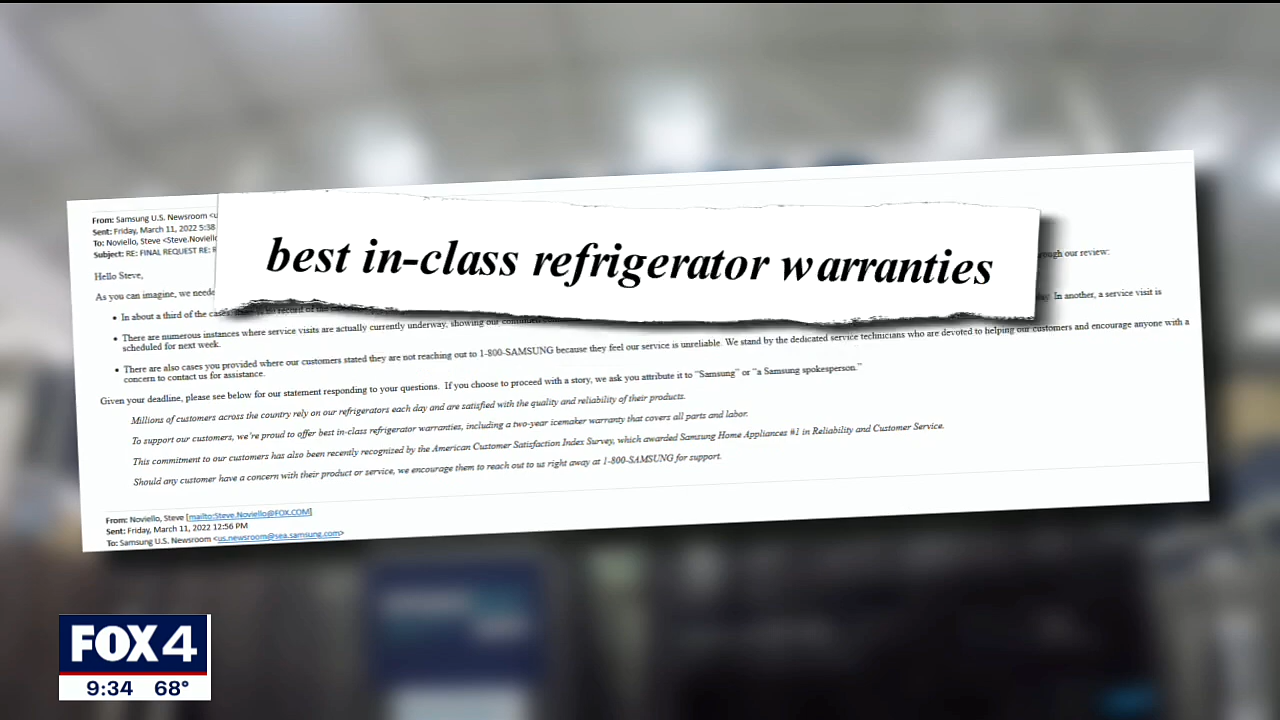 From: Samsung U.S. Newsroom <u
Sent: Friday, March 11, 2022 5:38
To: Noviello, Steve <Steve.Noviello
Subject: RE: FINAL REQUEST RE:
best in-class refrigerator warranties
Hello Steve,
rough our review:
As you can imagine, we neede
In about a third of the cases
In another, a service visit is
• There are numerous instances where service visits are actually currently underway, showing our
scheduled for next week.
• There are also cases you provided where our customers stated they are not reaching out to 1-800-SAMSUNG because they feel our service is unreliable. We stand by the dedicated service technicians who are devoted to helping our customers and encourage anyone with a
concern to contact us for assistance.
Given your deadline, please see below for our statement responding to your questions. If you choose to proceed with a story, we ask you attribute it to "Samsung" or "a Samsung spokesperson."
Millions of customers across the country rely on our refrigerators each day and are satisfied with the quality and reliability of their products.
To support our customers, we're proud to offer best in-class refrigerator warranties, including a two-year icemaker warranty that covers all parts and labor.
This commitment to our customers has also been recently recognized by the American Customer Satisfaction Index Survey, which awarded Samsung Home Appliances #1 in Reliability and Customer Service.
Should any customer have a concern with their product or service, we encourage them to reach out to us right away at 1-800-SAMSUNG for support.
From: Noviello, Steve [mailto:Steve.Noviello@FOX.COM]
Sent: Friday, March 11, 2022 12:56 PM
To: Samsung U.S. Newsroom <us.newsroom@sea.samsung.com>
FOX 4
9:34 68°